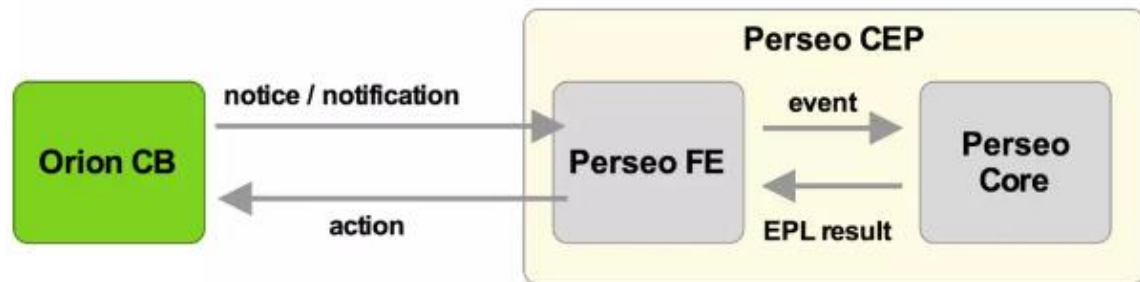 Perseo CEP
notice / notification
event
Orion CB
Perseo FE
Perseo
Core
action
EPL result